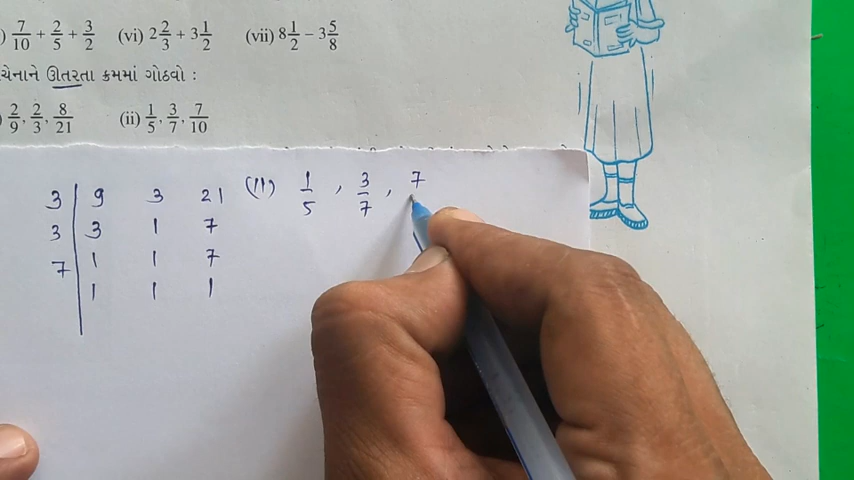 ) 7/10 + 2/5 + 3/2 (vi) 2 2/3 + 3 1/2 (vii) 8 1/2 − 3 5/8
ચેનાને ઊતરતા ક્રમમાં ગોઠવો :
) 2/9, 2/3, 8/21 (ii) 1/5, 3/7, 7/10
3 | 9 3 21 (ii) 1/5 , 3/7 , 7
3 | 3 1 7
7 | 1 1 7
1 1 1